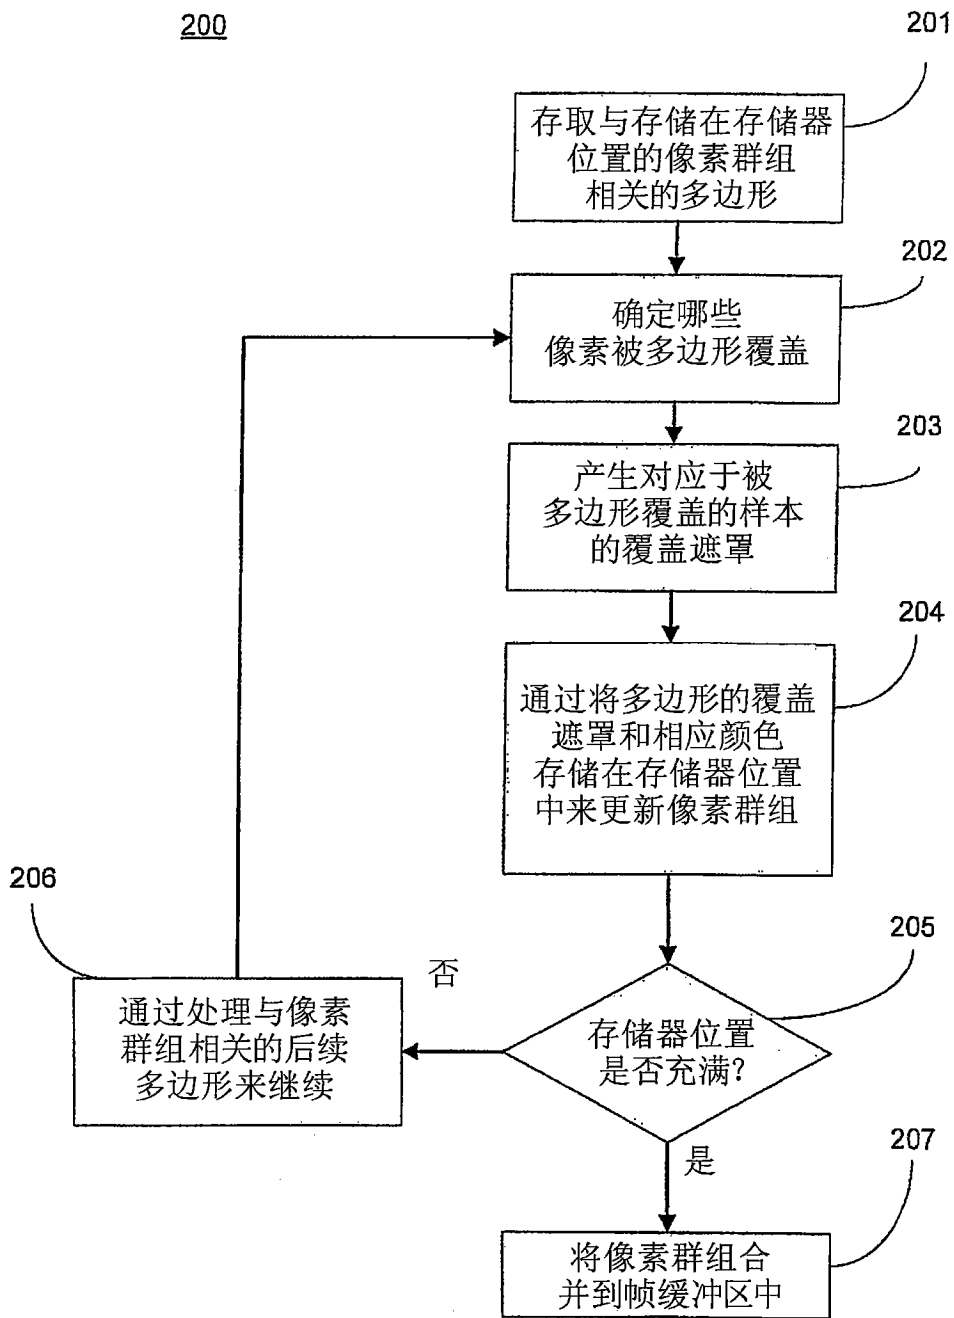 200
201
存取与存储在存储器
位置的像素群组
相关的多边形
202
确定哪些
像素被多边形覆盖
203
产生对应于被
多边形覆盖的样本
的覆盖遮罩
204
通过将多边形的覆盖
遮罩和相应颜色
存储在存储器位置
中来更新像素群组
205
存储器位置
是否充满?
否
206
通过处理与像素
群组相关的后续
多边形来继续
是
207
将像素群组合
并到帧缓冲区中